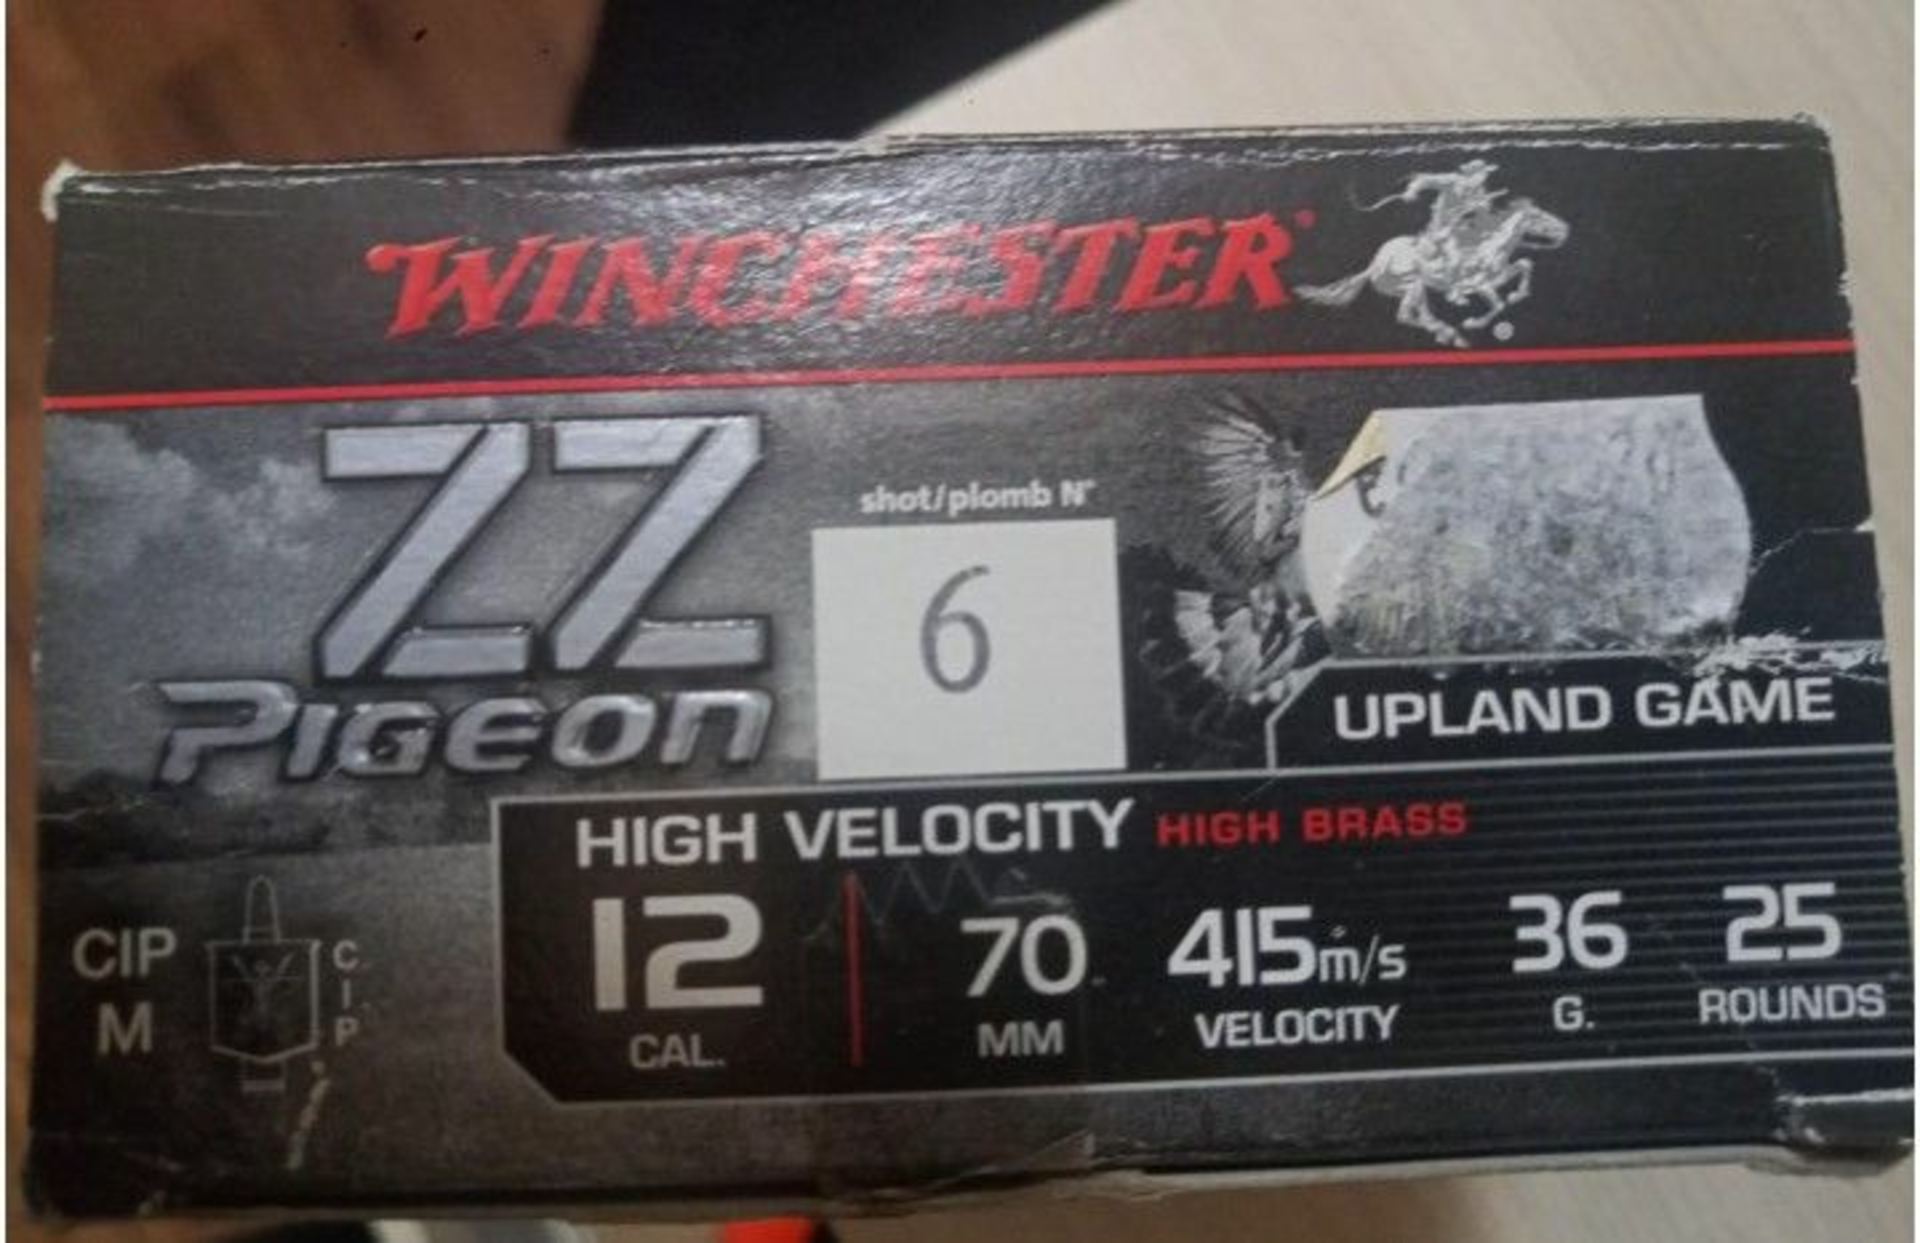 WINCHESTER
ZZ
PIGEON
shot/plomb N°
6
UPLAND GAME
HIGH VELOCITY HIGH BRASS
12
CAL.
70
MM
415m/s
VELOCITY
36
G.
25
ROUNDS
CIP
M
C.
I.
P